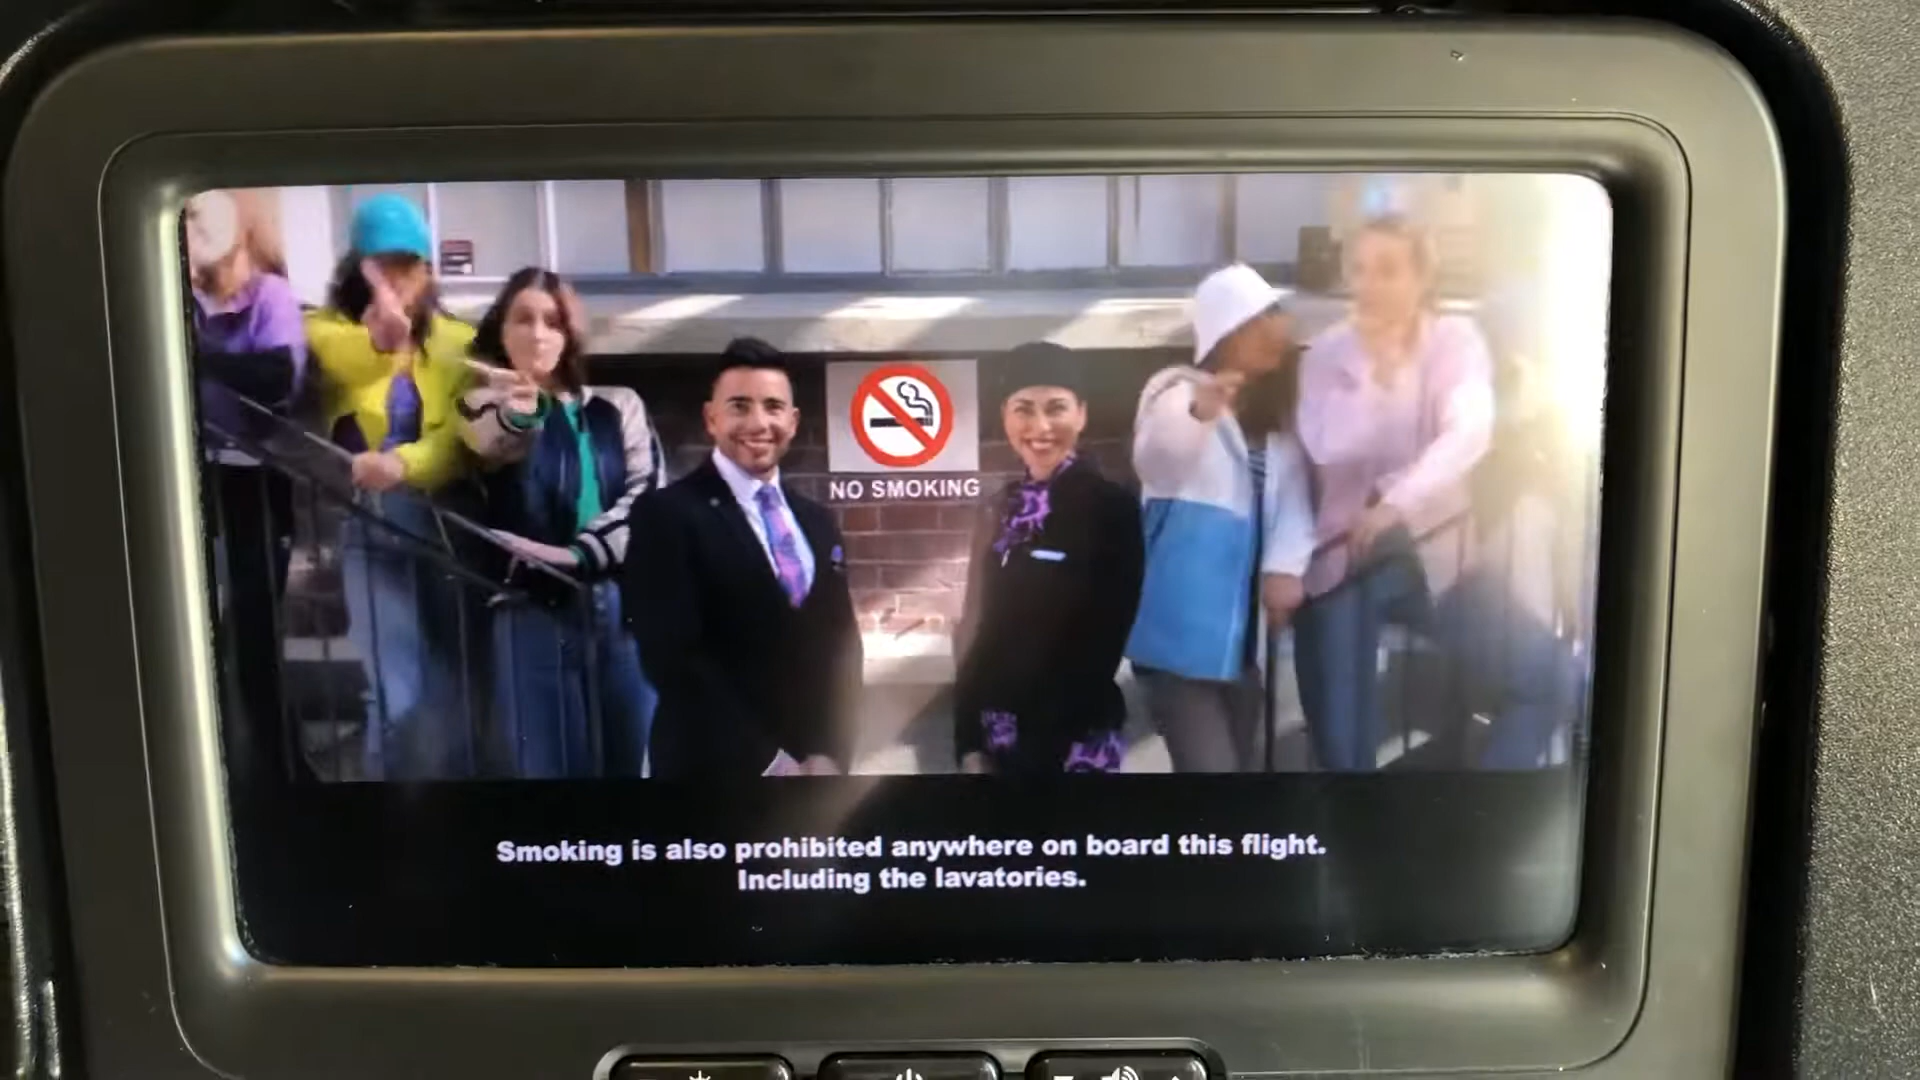 NO SMOKING
Smoking is also prohibited anywhere on board this flight.
Including the lavatories.